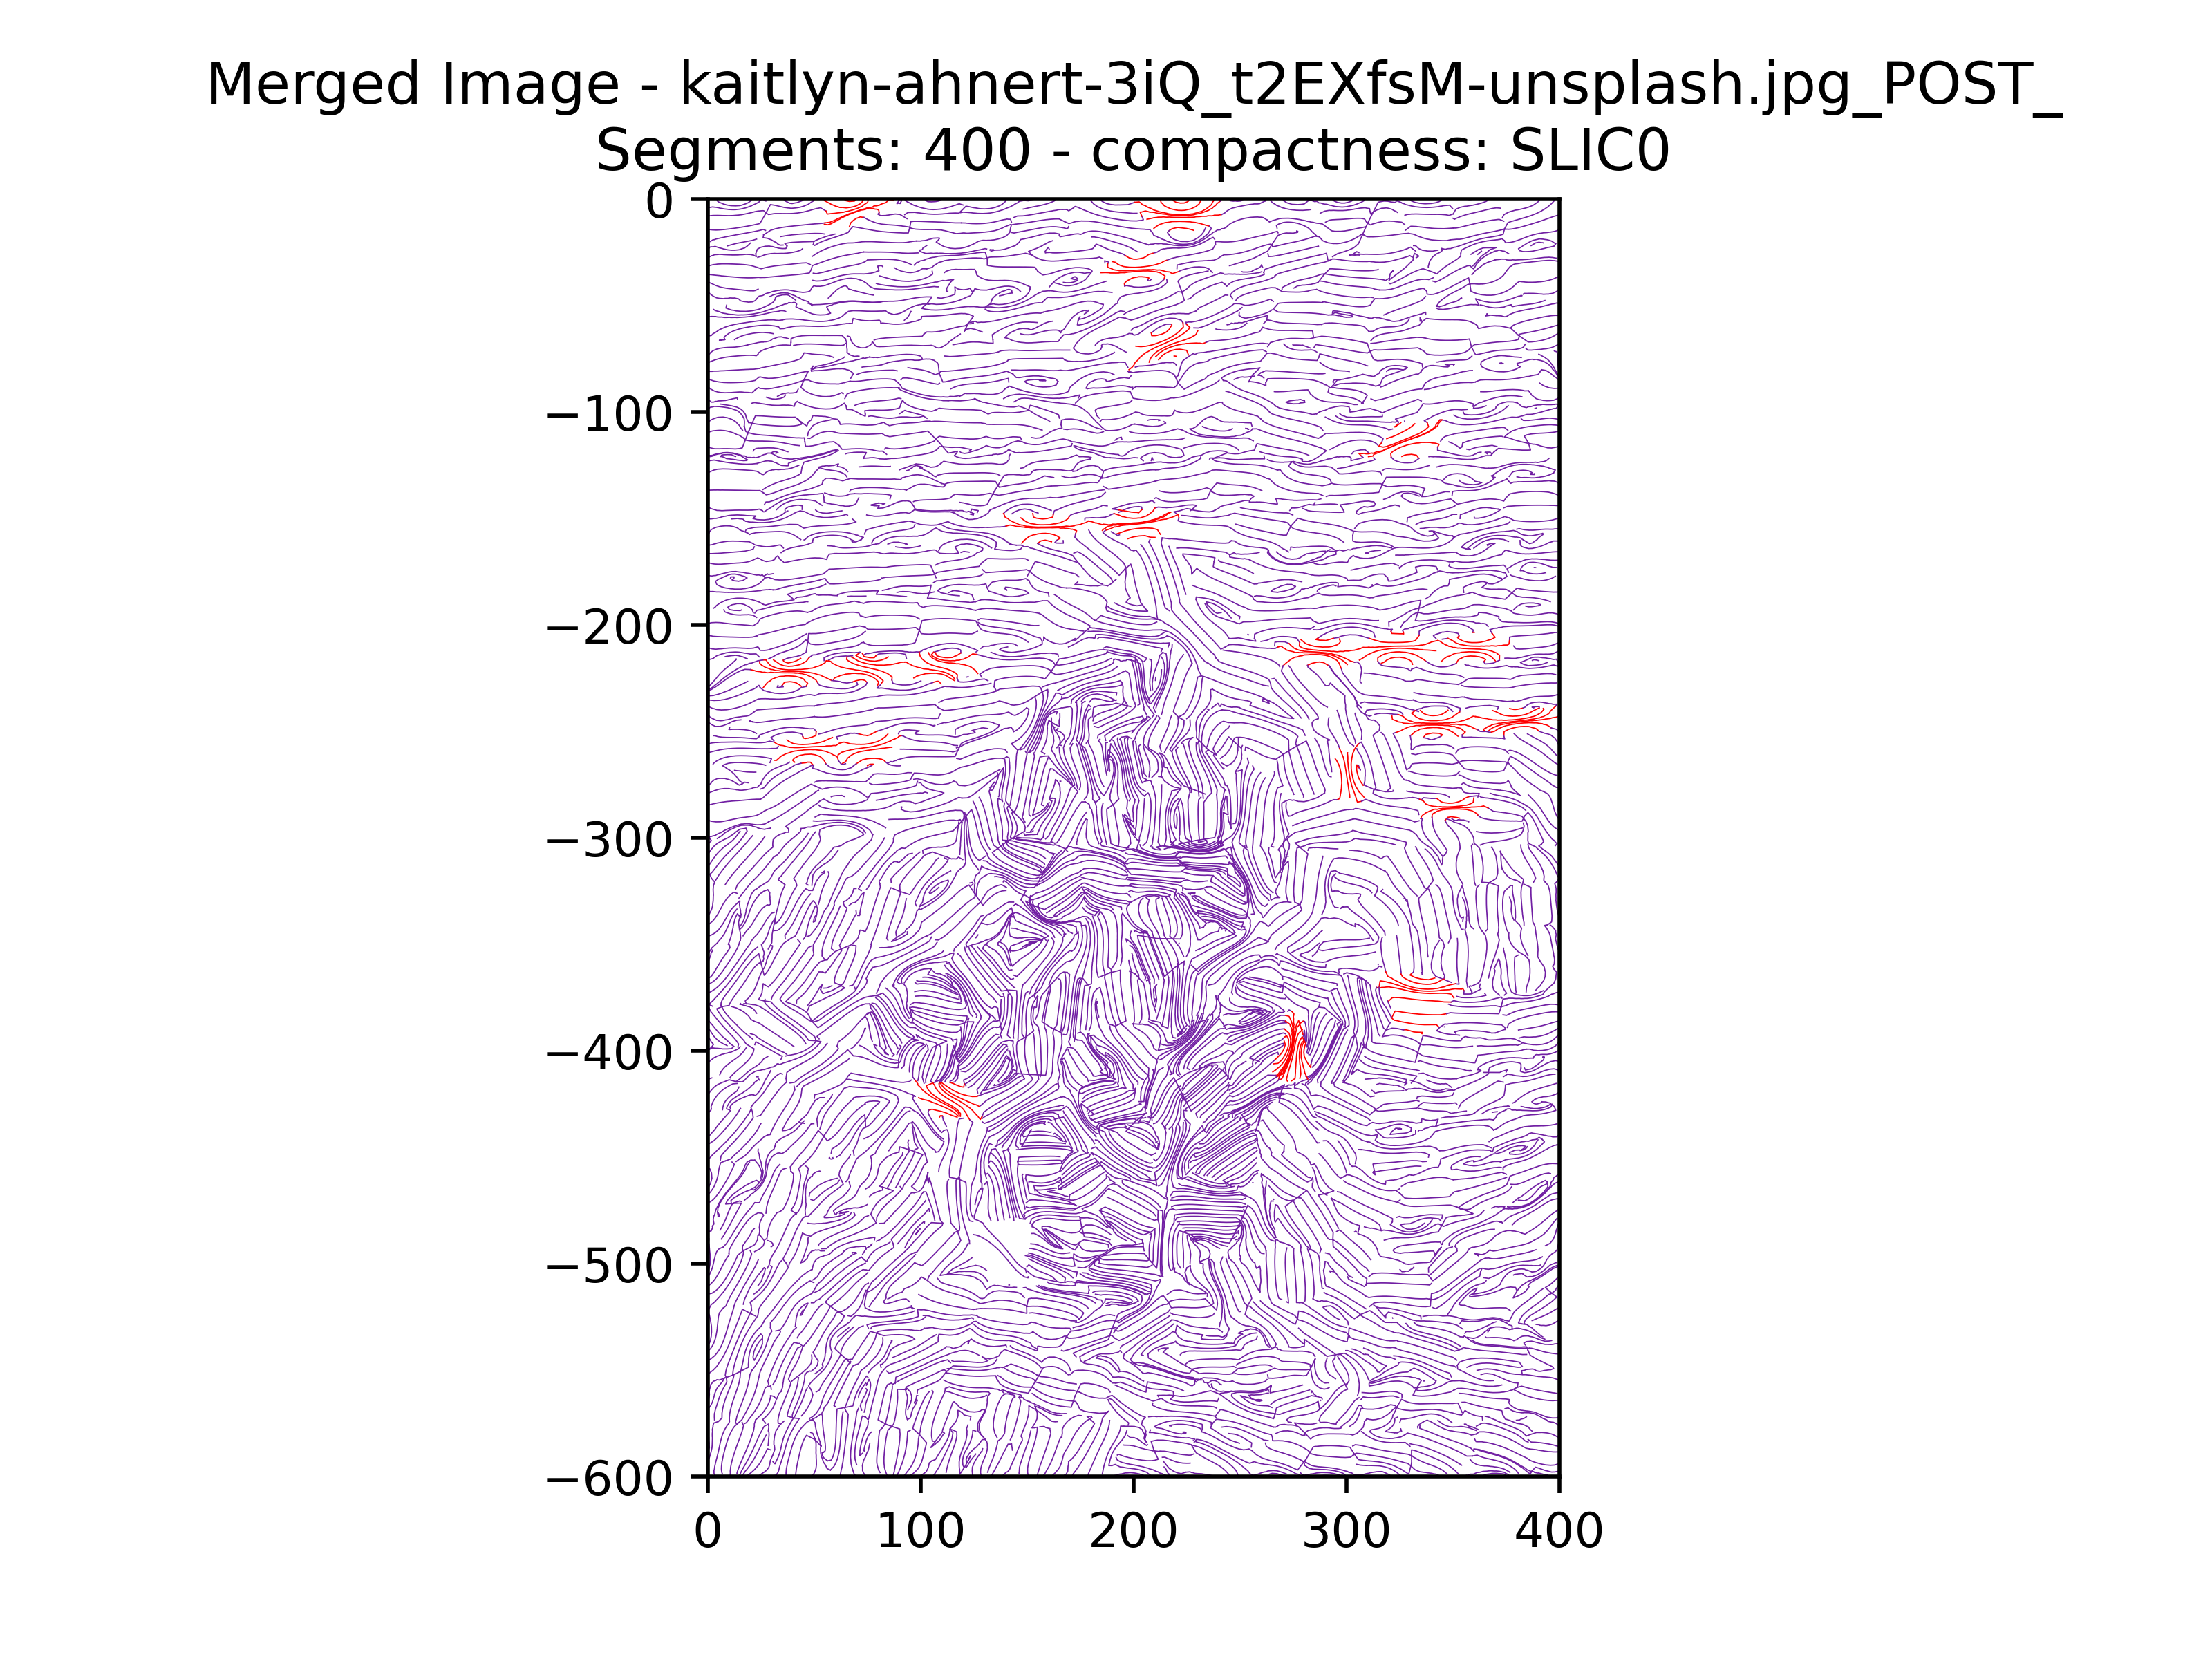 Merged Image - kaitlyn-ahnert-3iQ_t2EXfsM-unsplash.jpg_POST_
Segments: 400 - compactness: SLIC0
0
−100
−200
−300
−400
−500
−600
0 100 200 300 400